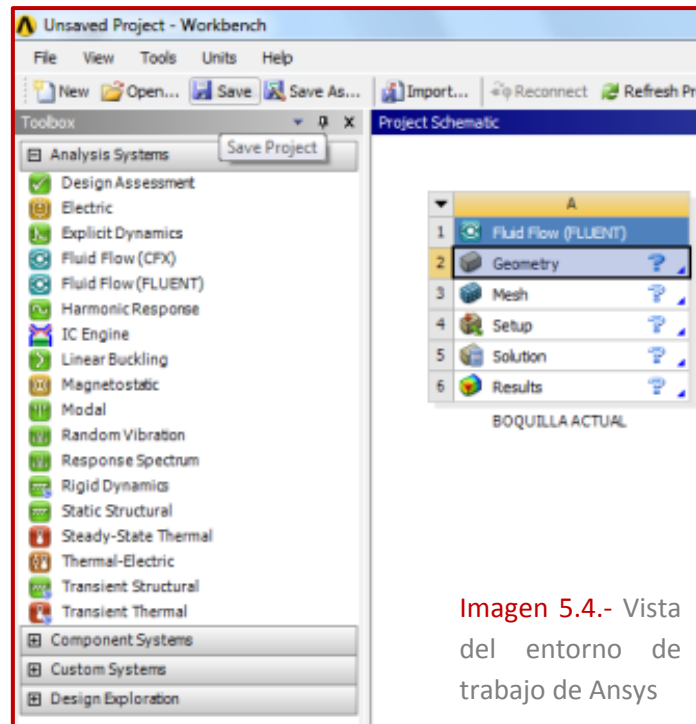 Unsaved Project - Workbench
File View Tools Units Help
New Open... Save Save As... Import... Reconnect Refresh Pr
Toolbox
Save Project
Project Schematic
Analysis Systems
Design Assessment
Electric
Explicit Dynamics
Fluid Flow (CFX)
Fluid Flow (FLUENT)
Harmonic Response
IC Engine
Linear Buckling
Magnetostatic
Modal
Random Vibration
Response Spectrum
Rigid Dynamics
Static Structural
Steady-State Thermal
Thermal-Electric
Transient Structural
Transient Thermal
Component Systems
Custom Systems
Design Exploration
A
1 Fluid Flow (FLUENT)
2 Geometry ?
3 Mesh ?
4 Setup ?
5 Solution ?
6 Results ?
BOQUILLA ACTUAL
Imagen 5.4.- Vista
del entorno de
trabajo de Ansys